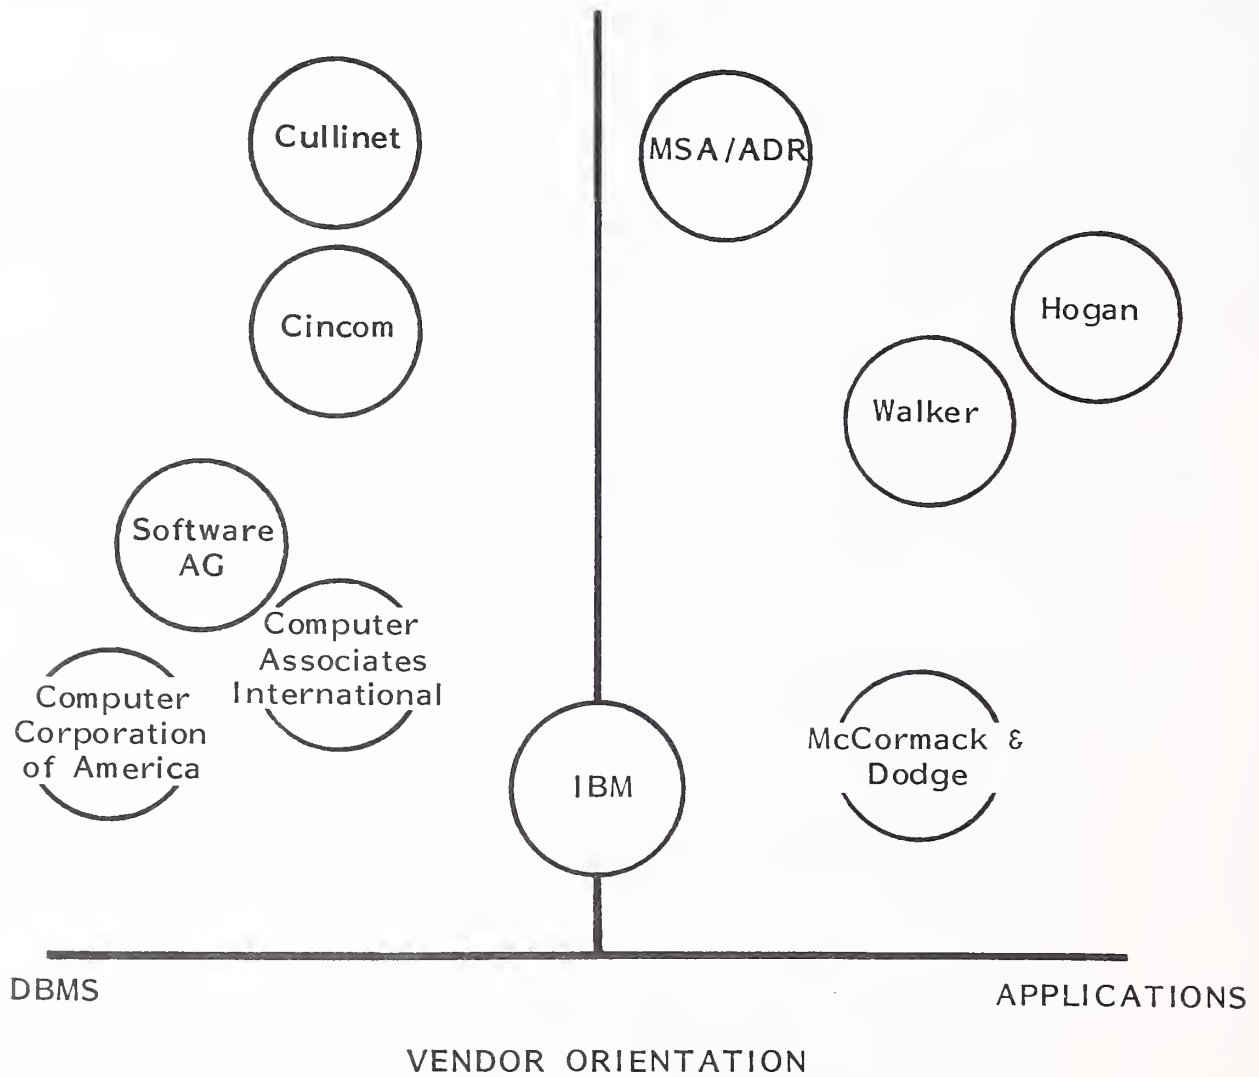 Cullinet
MSA/ADR
Hogan
Cincom
Walker
Software
AG
Computer
Associates
International
Computer
Corporation
of America
McCormack &
Dodge
IBM
DBMS
APPLICATIONS
VENDOR ORIENTATION